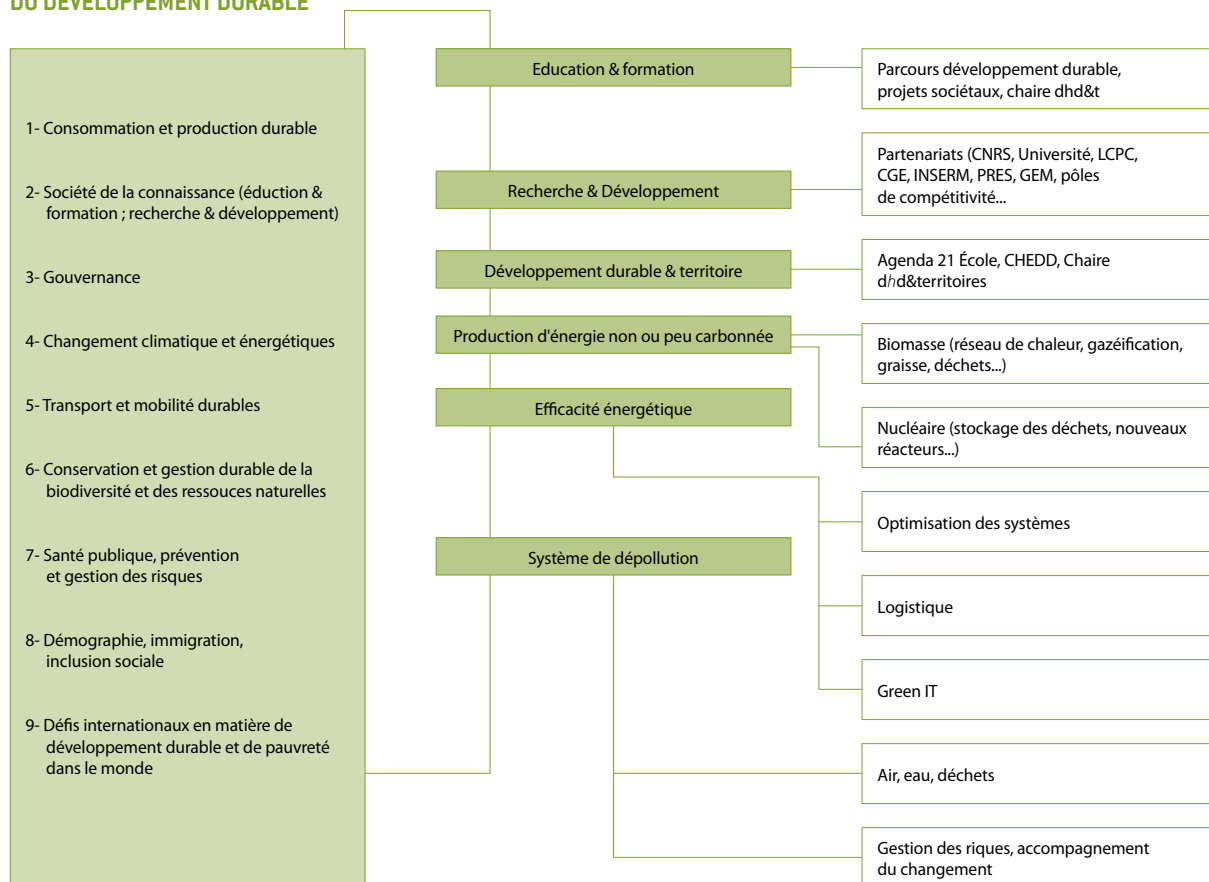 DU DÉVELOPPEMENT DURABLE
1- Consommation et production durable
2- Société de la connaissance (éduction &
formation ; recherche & développement)
3- Gouvernance
4- Changement climatique et énergétiques
5- Transport et mobilité durables
6- Conservation et gestion durable de la
biodiversité et des ressouces naturelles
7- Santé publique, prévention
et gestion des risques
8- Démographie, immigration,
inclusion sociale
9- Défis internationaux en matière de
développement durable et de pauvreté
dans le monde
Education & formation
Recherche & Développement
Développement durable & territoire
Production d'énergie non ou peu carbonnée
Efficacité énergétique
Système de dépollution
Parcours développement durable,
projets sociétaux, chaire dhd&t
Partenariats (CNRS, Université, LCPC,
CGE, INSERM, PRES, GEM, pôles
de compétitivité...
Agenda 21 École, CHEDD, Chaire
dhd&territoires
Biomasse (réseau de chaleur, gazéification,
graisse, déchets...)
Nucléaire (stockage des déchets, nouveaux
réacteurs...)
Optimisation des systèmes
Logistique
Green IT
Air, eau, déchets
Gestion des riques, accompagnement
du changement